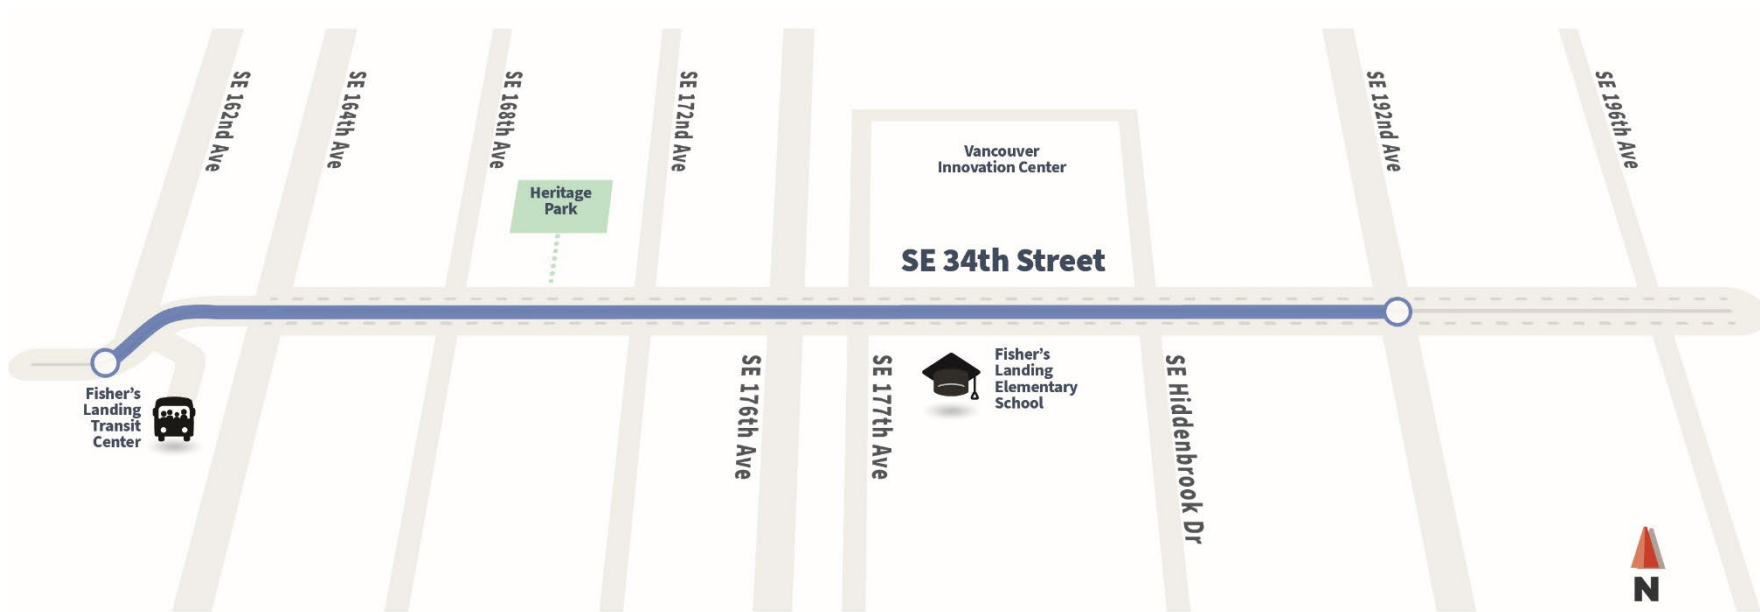 SE 162nd Ave
SE 164th Ave
SE 168th Ave
SE 172nd Ave
SE 192nd Ave
SE 196th Ave
Vancouver
Innovation Center
Heritage
Park
SE 34th Street
Fisher's
Landing
Transit
Center
SE 176th Ave
SE 177th Ave
Fisher's
Landing
Elementary
School
SE Hiddenbrook Dr
N